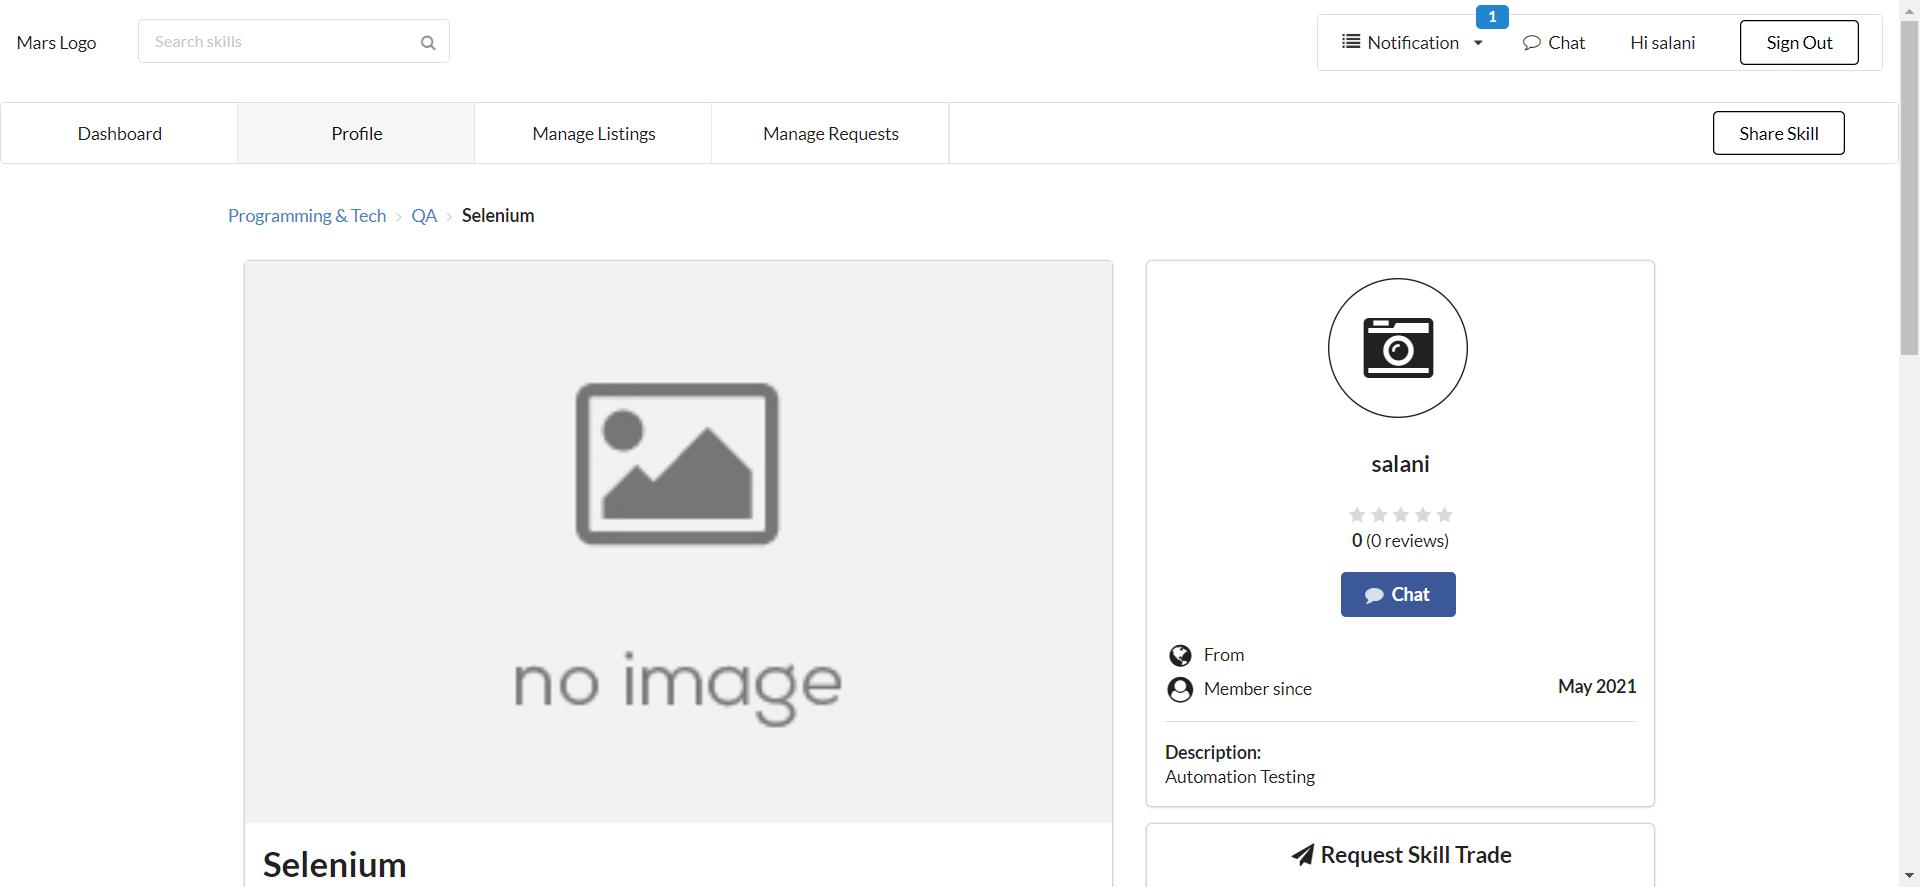 Mars Logo
Search skills
1
Notification
Chat
Hi salani
Sign Out
Dashboard
Profile
Manage Listings
Manage Requests
Share Skill
Programming & Tech › QA › Selenium
no image
Selenium
salani
0 (0 reviews)
Chat
From
Member since May 2021
Description:
Automation Testing
Request Skill Trade